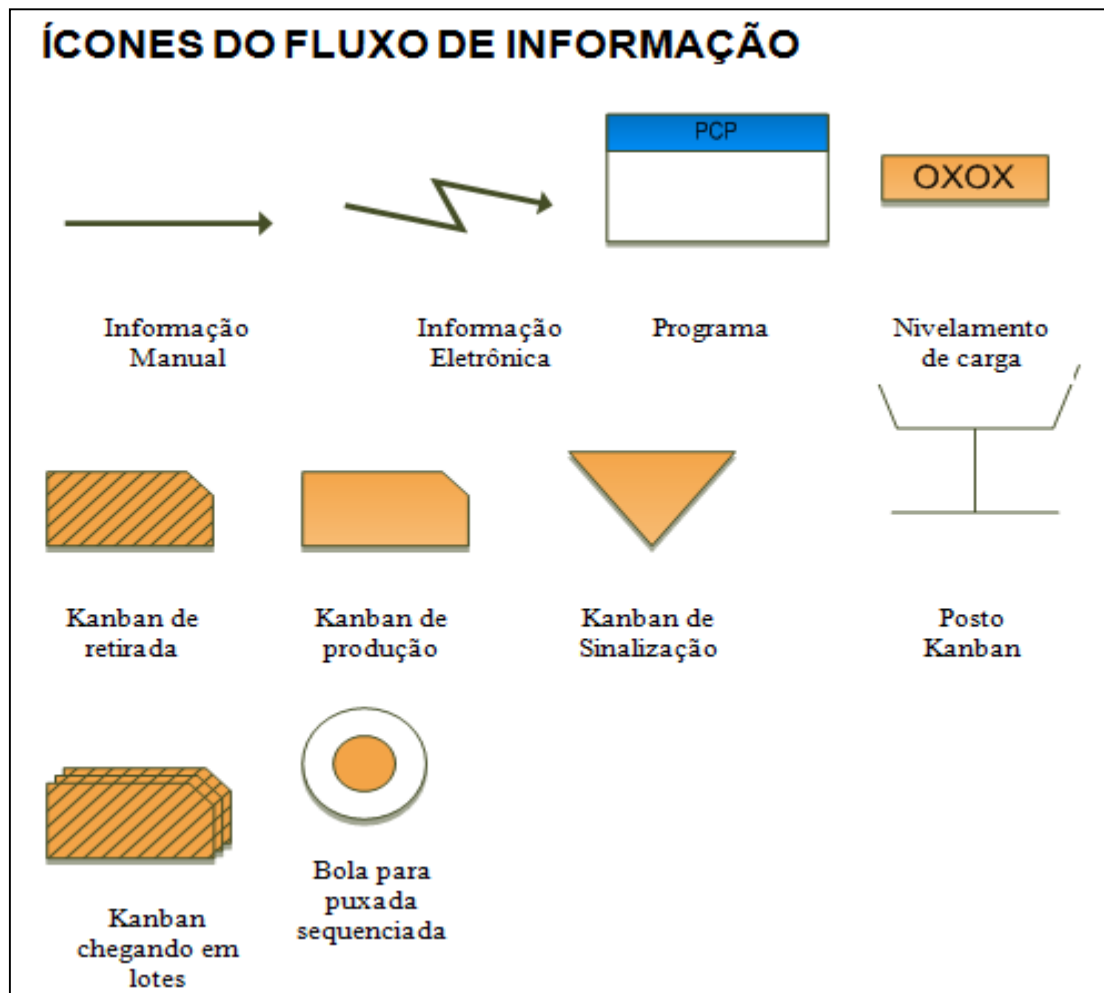 ÍCONES DO FLUXO DE INFORMAÇÃO
PCP
OXOX
Informação
Manual
Informação
Eletrônica
Programa
Nivelamento
de carga
Kanban de
retirada
Kanban de
produção
Kanban de
Sinalização
Posto
Kanban
Kanban
chegando em
lotes
Bola para
puxada
sequenciada